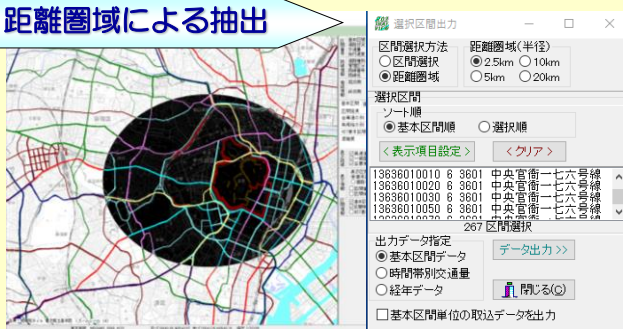 距離圏域による抽出
選択区間出力
区間選択方法
区間選択
距離圏域
距離圏域(半径)
2.5km 10km
5km 20km
選択区間
ソート順
基本区間順 選択順
<表示項目設定> <クリア>
13636010010 6 3601 中央官衙一七六号線
13636010020 6 3601 中央官衙一七六号線
13636010030 6 3601 中央官衙一七六号線
13636010050 6 3601 中央官衙一七六号線
267 区間選択
出力データ指定
基本区間データ
時間帯別交通量
経年データ
データ出力 >>
閉じる(C)
基本区間単位の取込データを出力